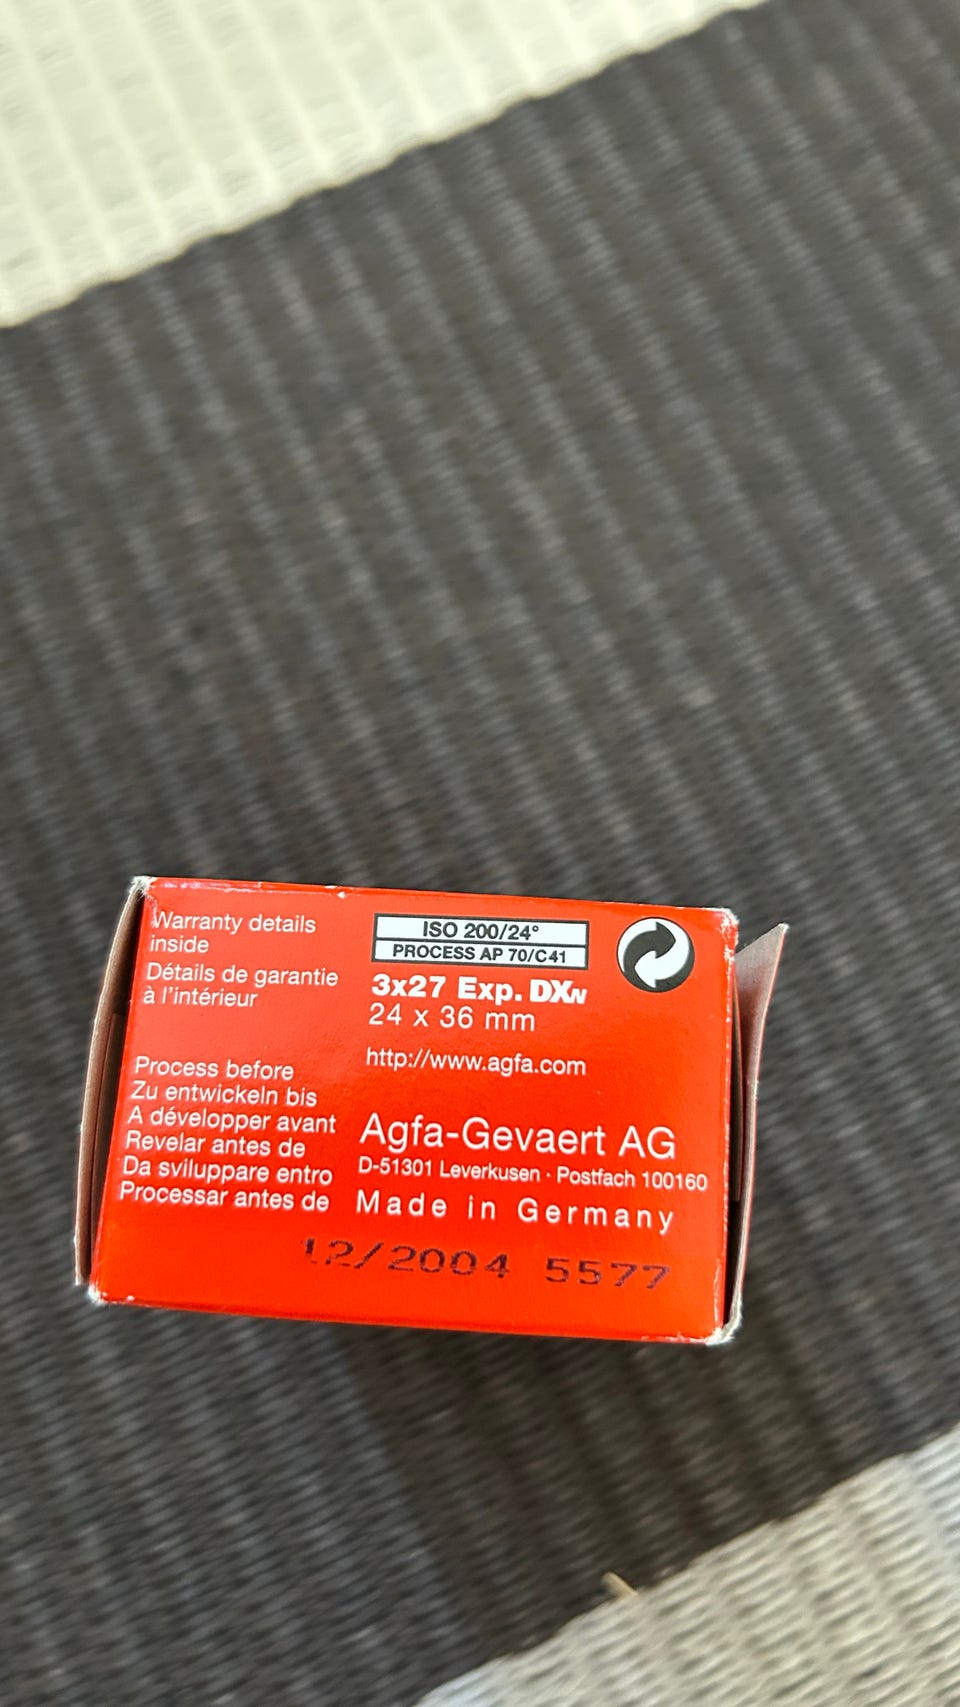 Warranty details
inside
Détails de garantie
à l'intérieur
Process before
Zu entwickeln bis
A développer avant
Revelar antes de
Da sviluppare entro
Processar antes de
ISO 200/24°
PROCESS AP 70/C41
3x27 Exp. DXN
24 x 36 mm
http://www.agfa.com
Agfa-Gevaert AG
D-51301 Leverkusen · Postfach 100160
Made in Germany
12/2004 5577